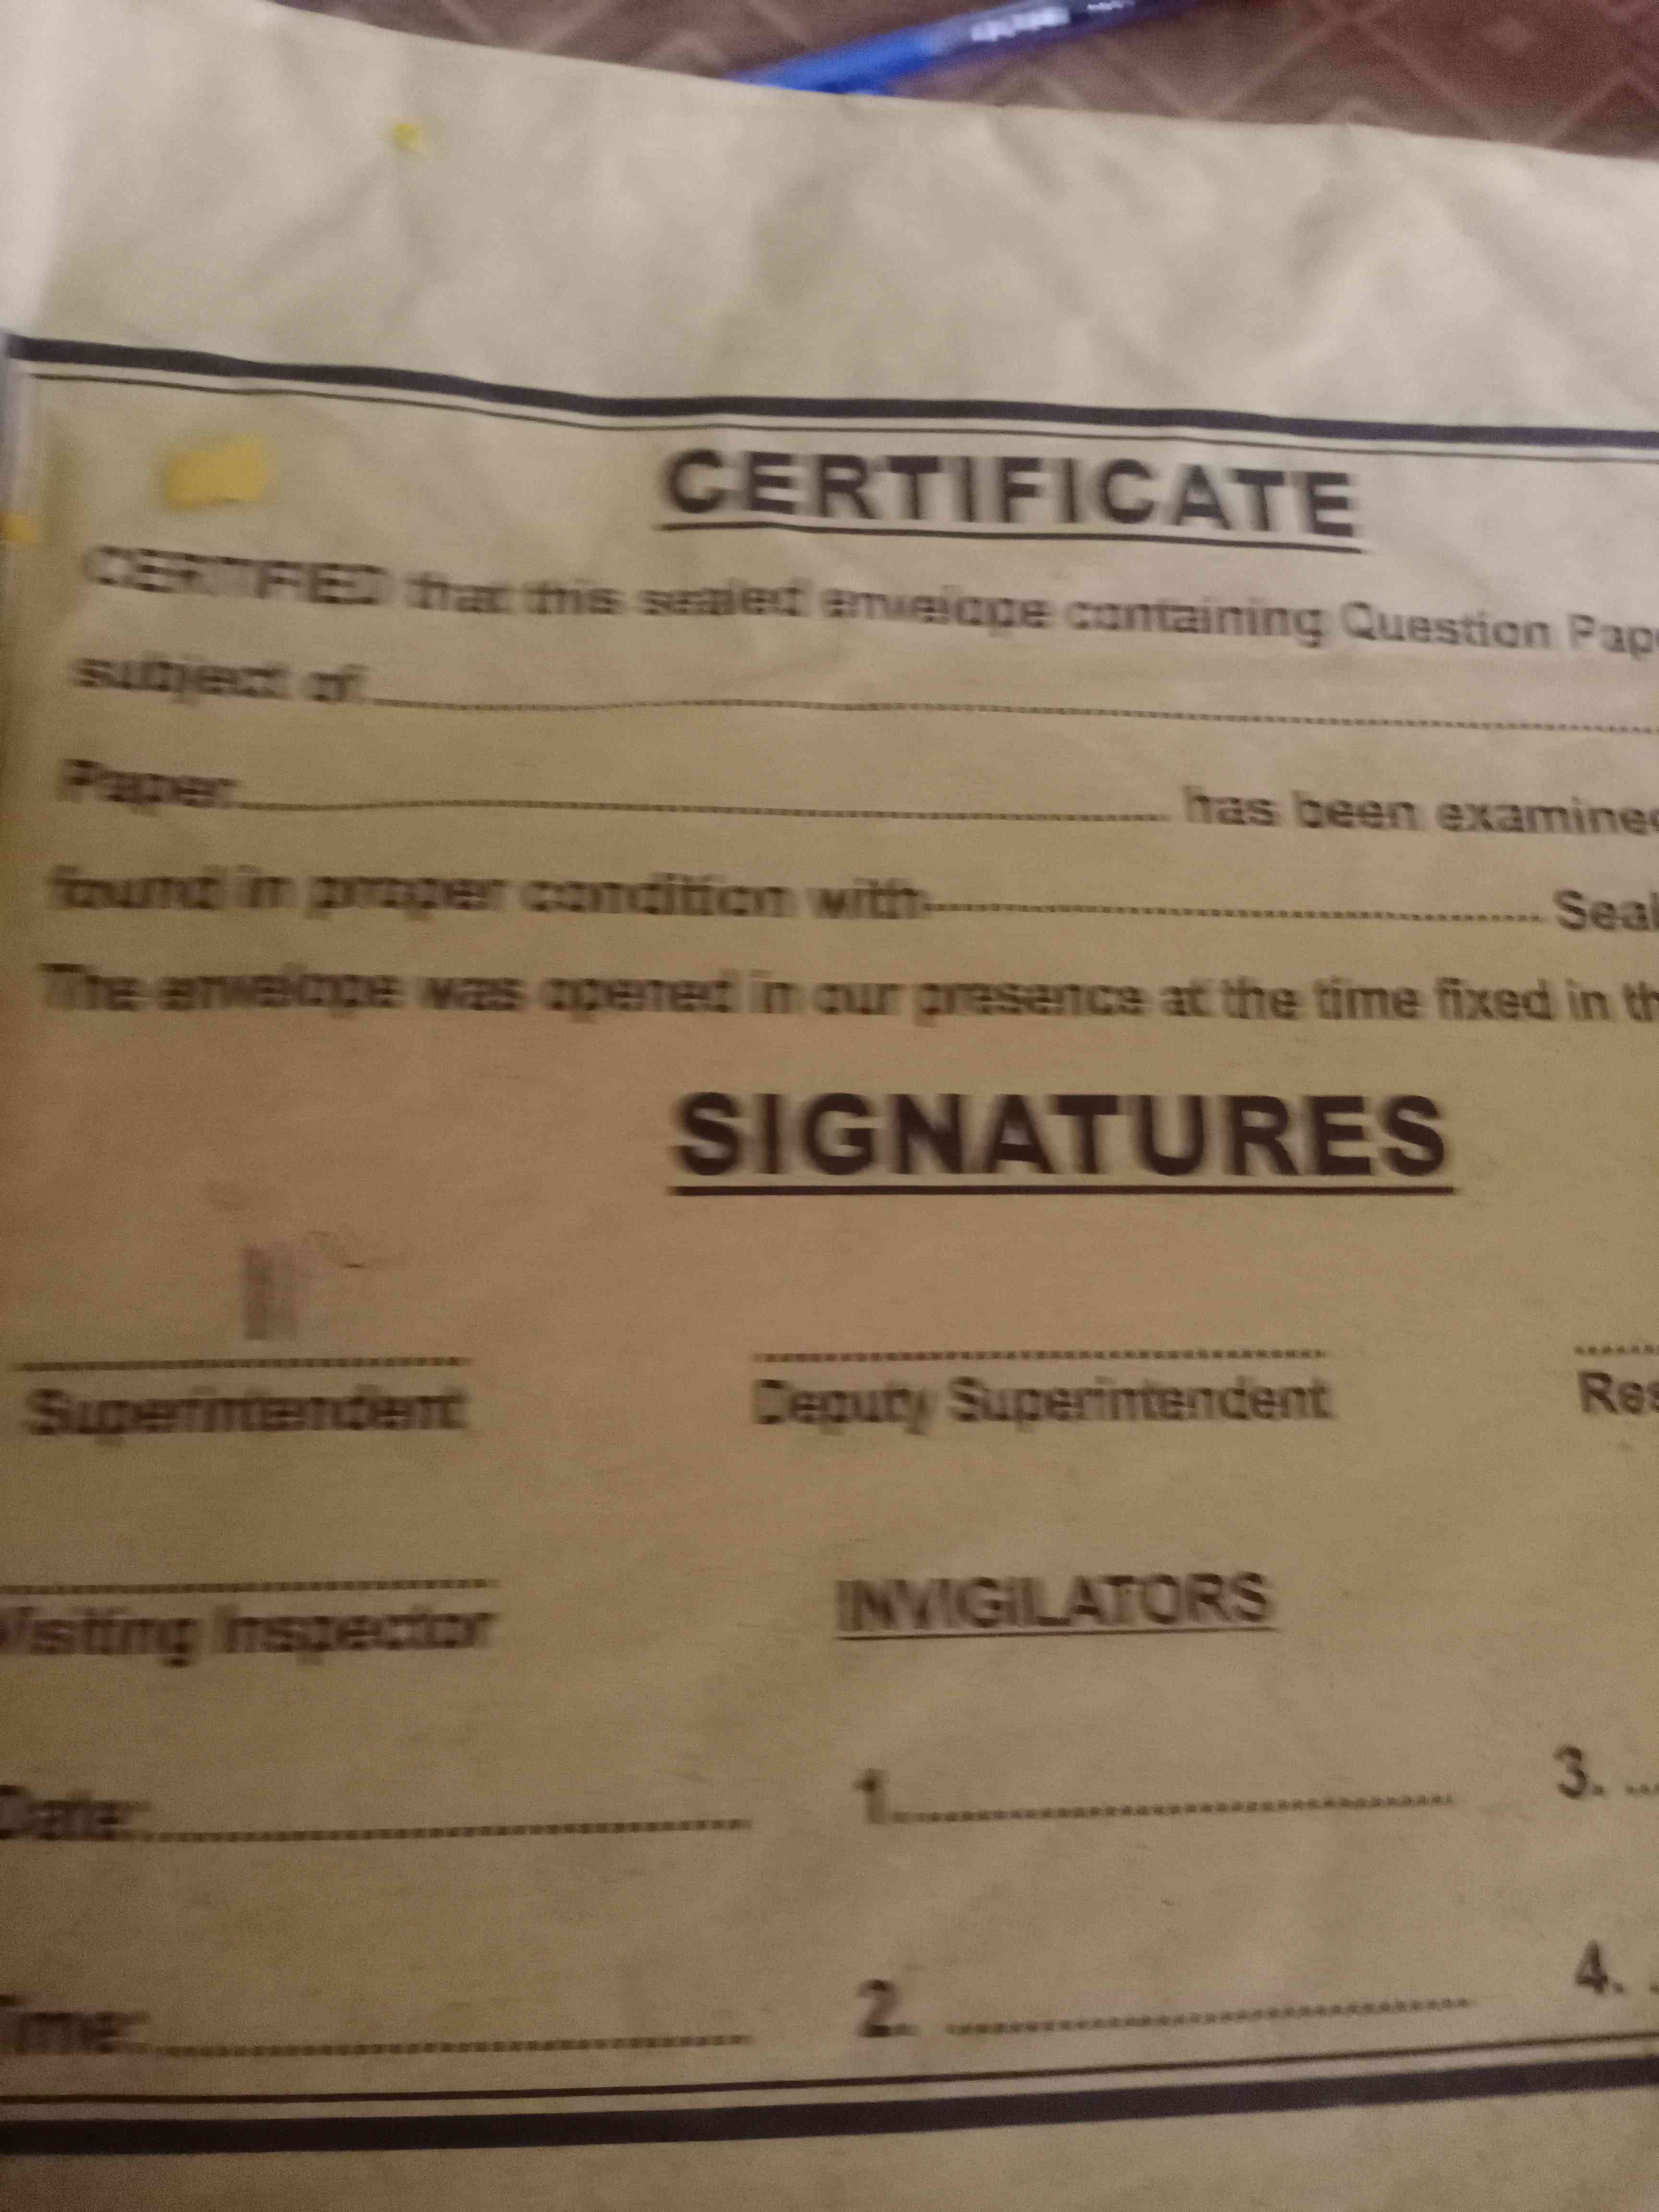 CERTIFICATE
CERTIFIED that this sealed envelope containing Question Pap
subject of
Paper has been examine
found in proper condition with Seal
The envelope was opened in our presence at the time fixed in th
SIGNATURES
Superintendent Deputy Superintendent Res
Visiting Inspector INVIGILATORS
Date: 1. 3.
Time: 2. 4.